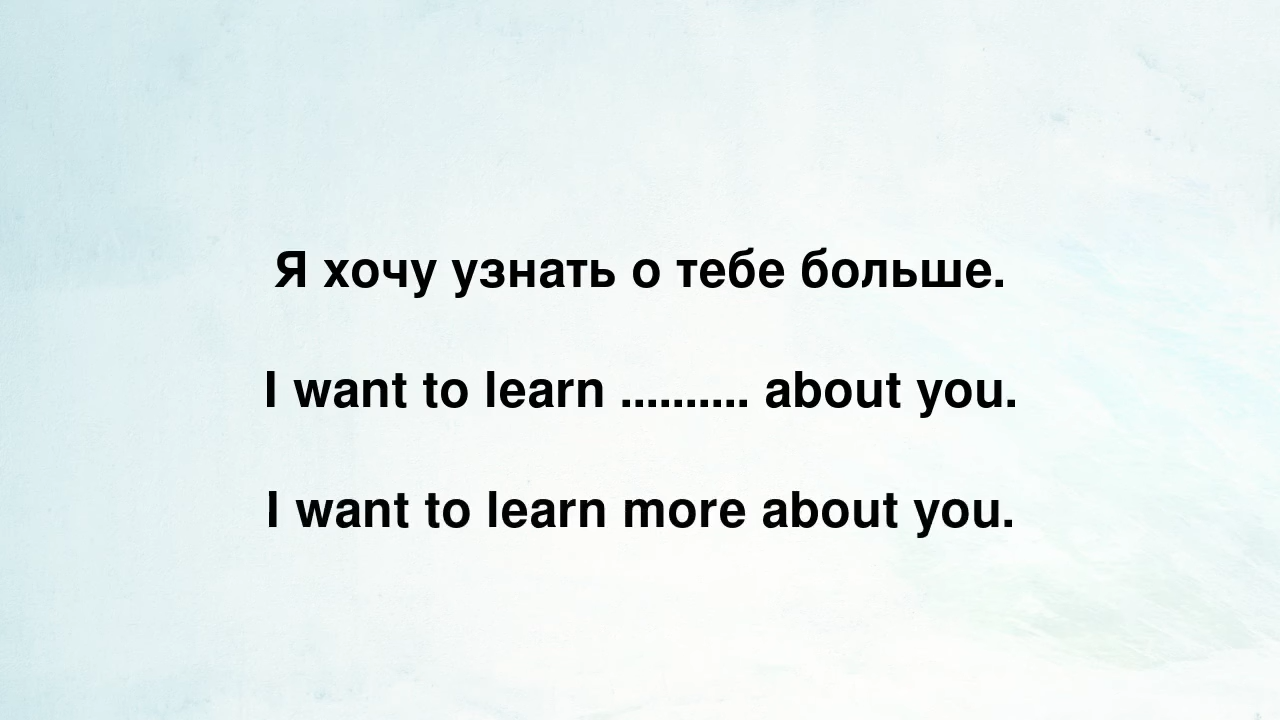 Я хочу узнать о тебе больше.
I want to learn .......... about you.
I want to learn more about you.